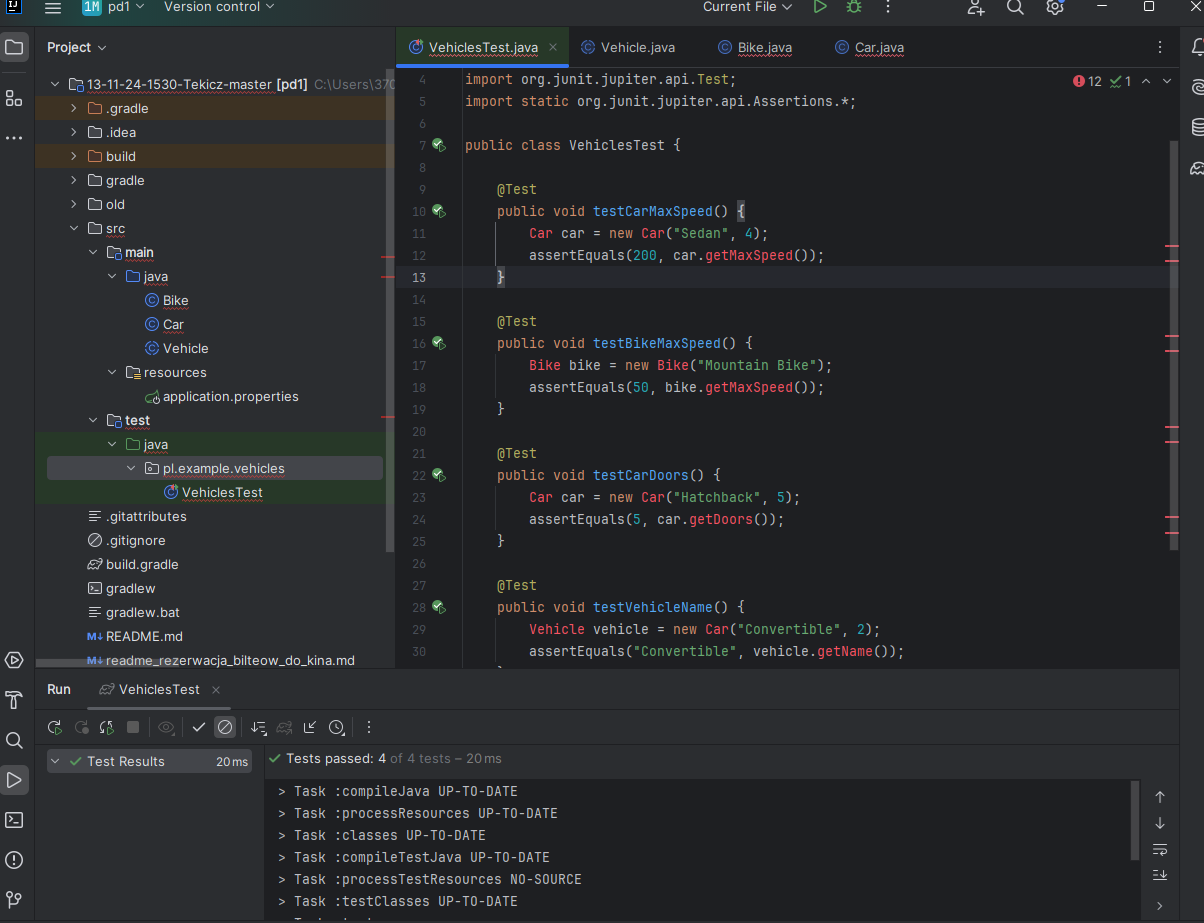 IJ 1M pd1 Version control Current File
Project
VehiclesTest.java Vehicle.java Bike.java Car.java
13-11-24-1530-Tekicz-master [pd1] C:\Users\370
.gradle
.idea
build
gradle
old
src
main
java
Bike
Car
Vehicle
resources
application.properties
test
java
pl.example.vehicles
VehiclesTest
.gitattributes
.gitignore
build.gradle
gradlew
gradlew.bat
M↓ README.md
M↓ readme_rezerwacja_bilteow_do_kina.md
12 1
4 import org.junit.jupiter.api.Test;
5 import static org.junit.jupiter.api.Assertions.*;
6
7 public class VehiclesTest {
8
9 @Test
10 public void testCarMaxSpeed() {
11 Car car = new Car("Sedan", 4);
12 assertEquals(200, car.getMaxSpeed());
13 }
14
15 @Test
16 public void testBikeMaxSpeed() {
17 Bike bike = new Bike("Mountain Bike");
18 assertEquals(50, bike.getMaxSpeed());
19 }
20
21 @Test
22 public void testCarDoors() {
23 Car car = new Car("Hatchback", 5);
24 assertEquals(5, car.getDoors());
25 }
26
27 @Test
28 public void testVehicleName() {
29 Vehicle vehicle = new Car("Convertible", 2);
30 assertEquals("Convertible", vehicle.getName());
Run VehiclesTest
Test Results 20 ms
Tests passed: 4 of 4 tests – 20 ms
> Task :compileJava UP-TO-DATE
> Task :processResources UP-TO-DATE
> Task :classes UP-TO-DATE
> Task :compileTestJava UP-TO-DATE
> Task :processTestResources NO-SOURCE
> Task :testClasses UP-TO-DATE